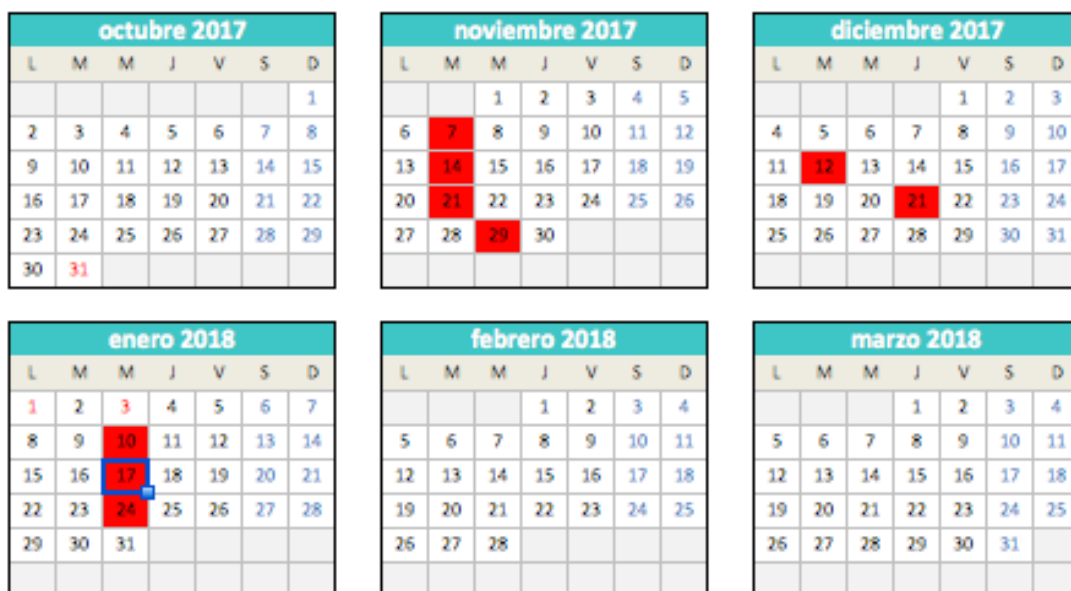 octubre 2017
L M M J V S D
1
2 3 4 5 6 7 8
9 10 11 12 13 14 15
16 17 18 19 20 21 22
23 24 25 26 27 28 29
30 31
noviembre 2017
L M M J V S D
1 2 3 4 5
6 7 8 9 10 11 12
13 14 15 16 17 18 19
20 21 22 23 24 25 26
27 28 29 30
diciembre 2017
L M M J V S D
1 2 3
4 5 6 7 8 9 10
11 12 13 14 15 16 17
18 19 20 21 22 23 24
25 26 27 28 29 30 31
enero 2018
L M M J V S D
1 2 3 4 5 6 7
8 9 10 11 12 13 14
15 16 17 18 19 20 21
22 23 24 25 26 27 28
29 30 31
febrero 2018
L M M J V S D
1 2 3 4
5 6 7 8 9 10 11
12 13 14 15 16 17 18
19 20 21 22 23 24 25
26 27 28
marzo 2018
L M M J V S D
1 2 3 4
5 6 7 8 9 10 11
12 13 14 15 16 17 18
19 20 21 22 23 24 25
26 27 28 29 30 31